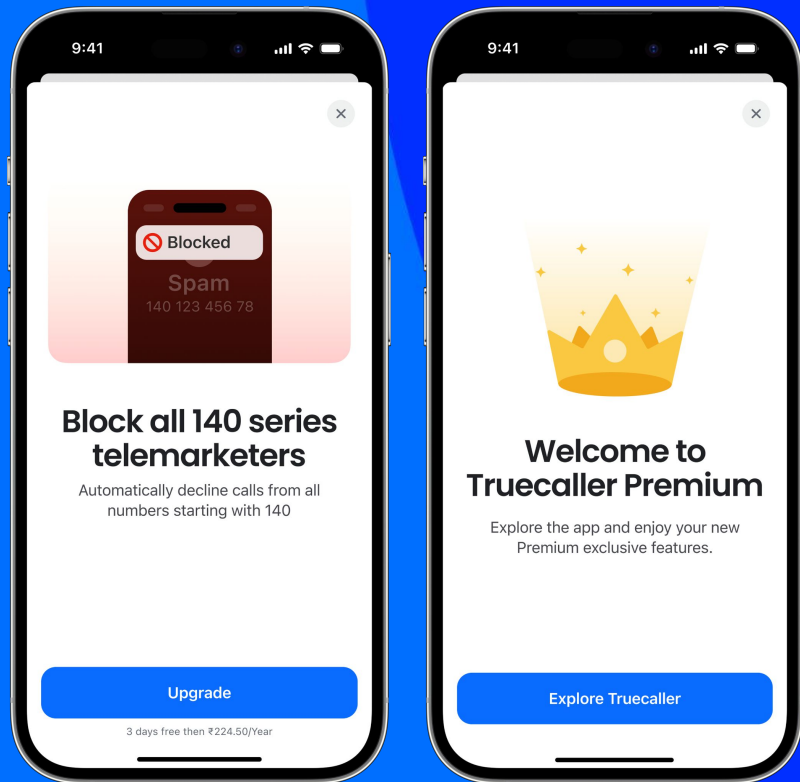 9:41
Blocked
Spam
140 123 456 78
Block all 140 series
telemarketers
Automatically decline calls from all
numbers starting with 140
Upgrade
3 days free then ₹224.50/Year
9:41
Welcome to
Truecaller Premium
Explore the app and enjoy your new
Premium exclusive features.
Explore Truecaller